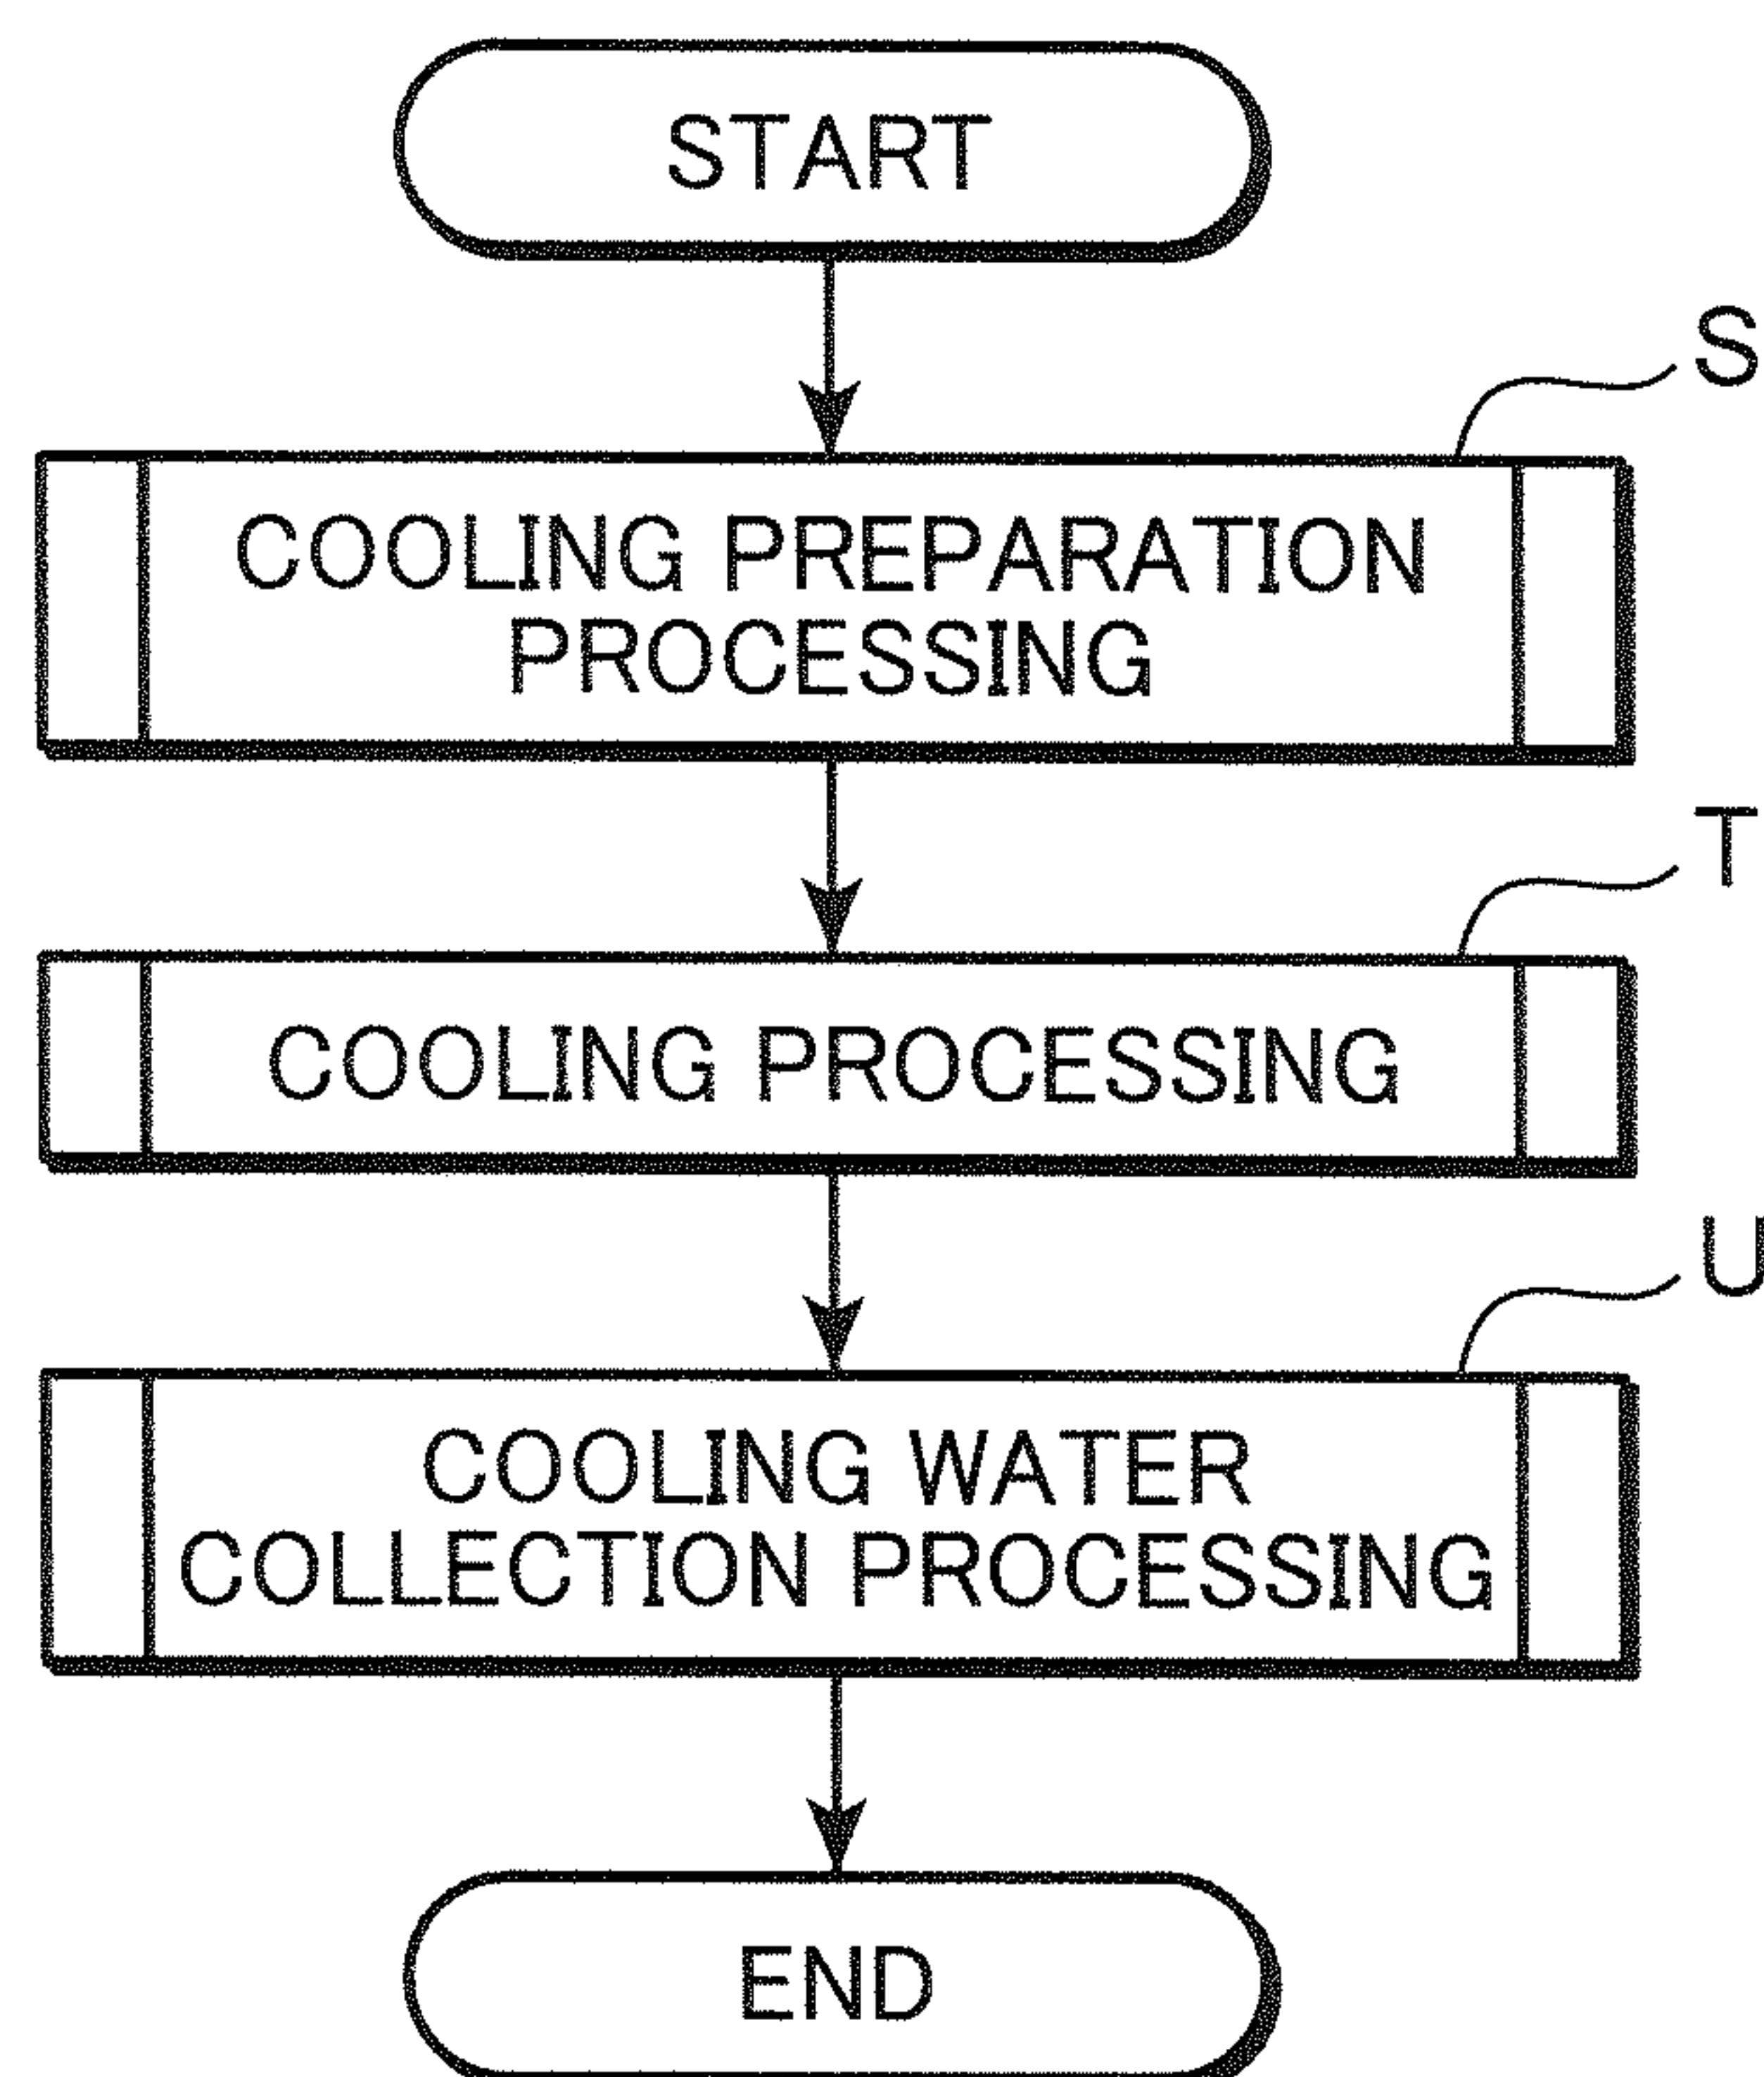 START
S
COOLING PREPARATION
PROCESSING
T
COOLING PROCESSING
U
COOLING WATER
COLLECTION PROCESSING
END